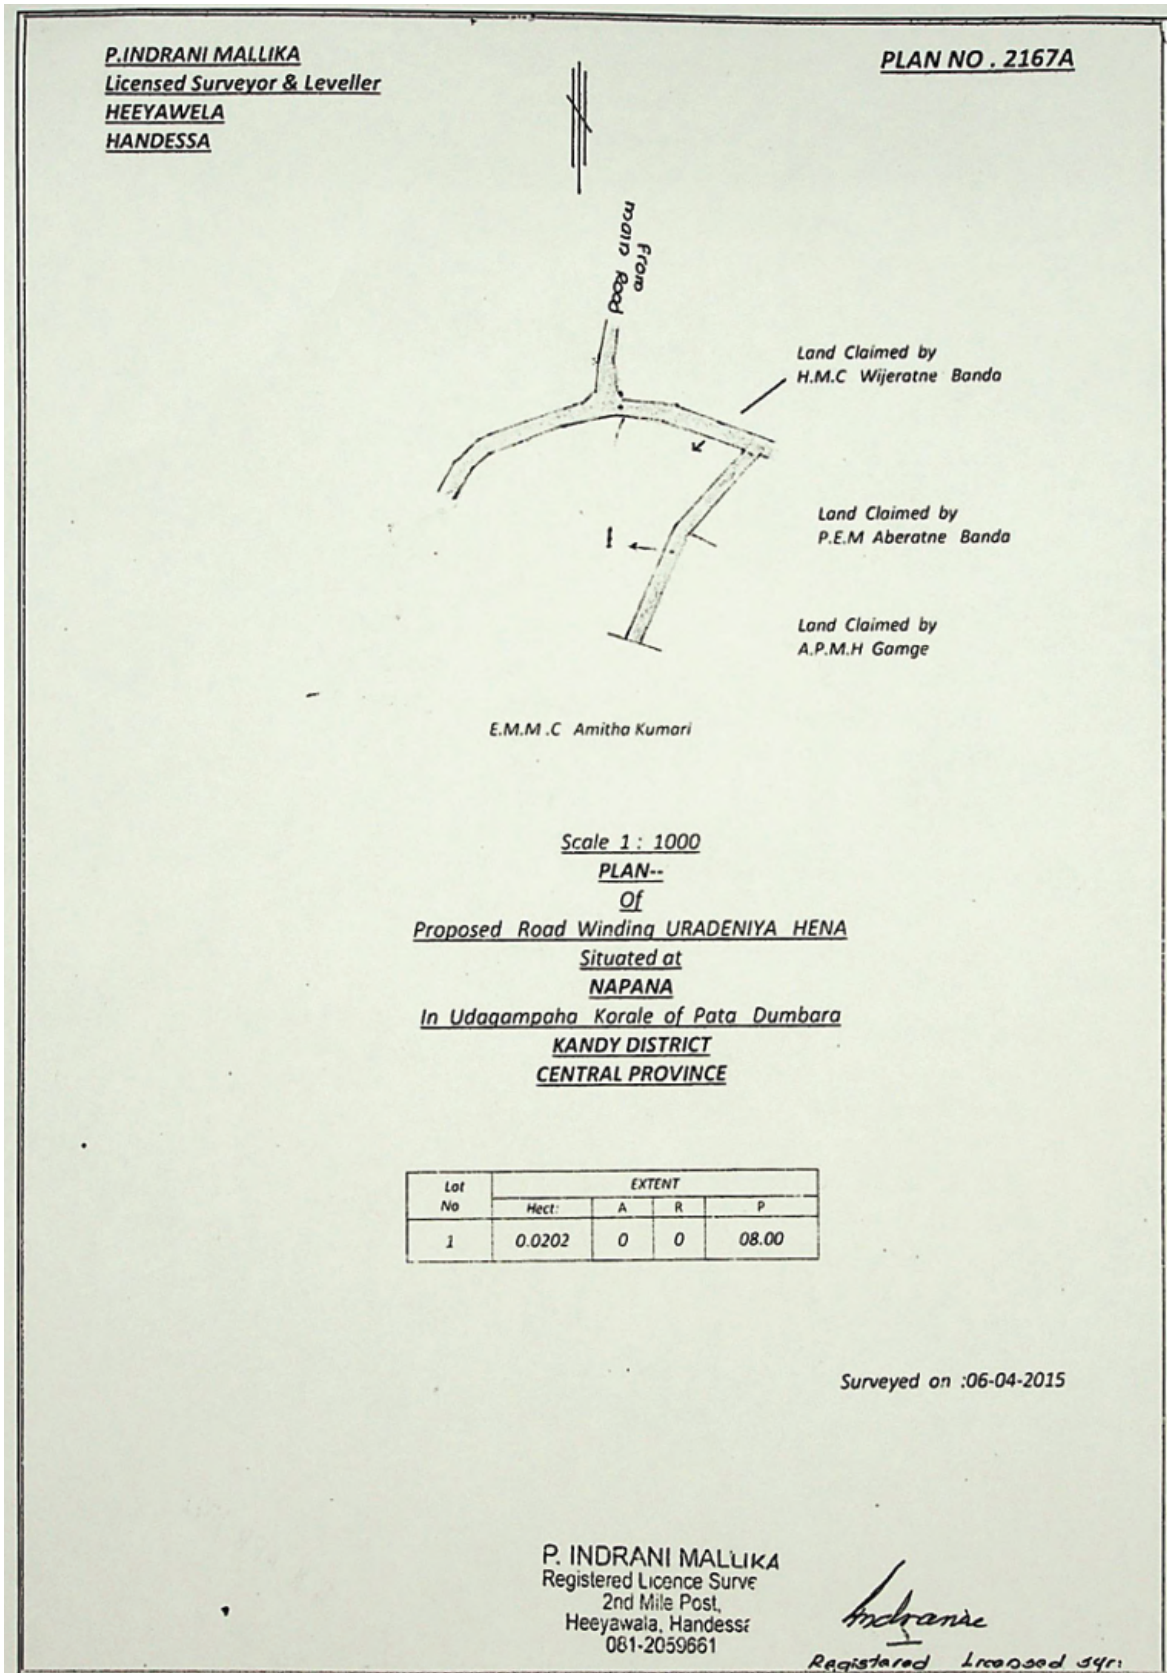 P.INDRANI MALLIKA
Licensed Surveyor & Leveller
HEEYAWELA
HANDESSA
PLAN NO . 2167A
From
main Road
Land Claimed by
H.M.C Wijeratne Banda
Land Claimed by
P.E.M Aberatne Banda
1
Land Claimed by
A.P.M.H Gamge
E.M.M .C Amitha Kumari
Scale 1 : 1000
PLAN--
Of
Proposed Road Winding URADENIYA HENA
Situated at
NAPANA
In Udagampaha Korale of Pata Dumbara
KANDY DISTRICT
CENTRAL PROVINCE
Lot No EXTENT
Hect: A R P
1 0.0202 0 0 08.00
Surveyed on :06-04-2015
P. INDRANI MALLIKA
Registered Licence Surve
2nd Mile Post,
Heeyawala, Handessa
081-2059661
Indranie
Registered Licensed syr: